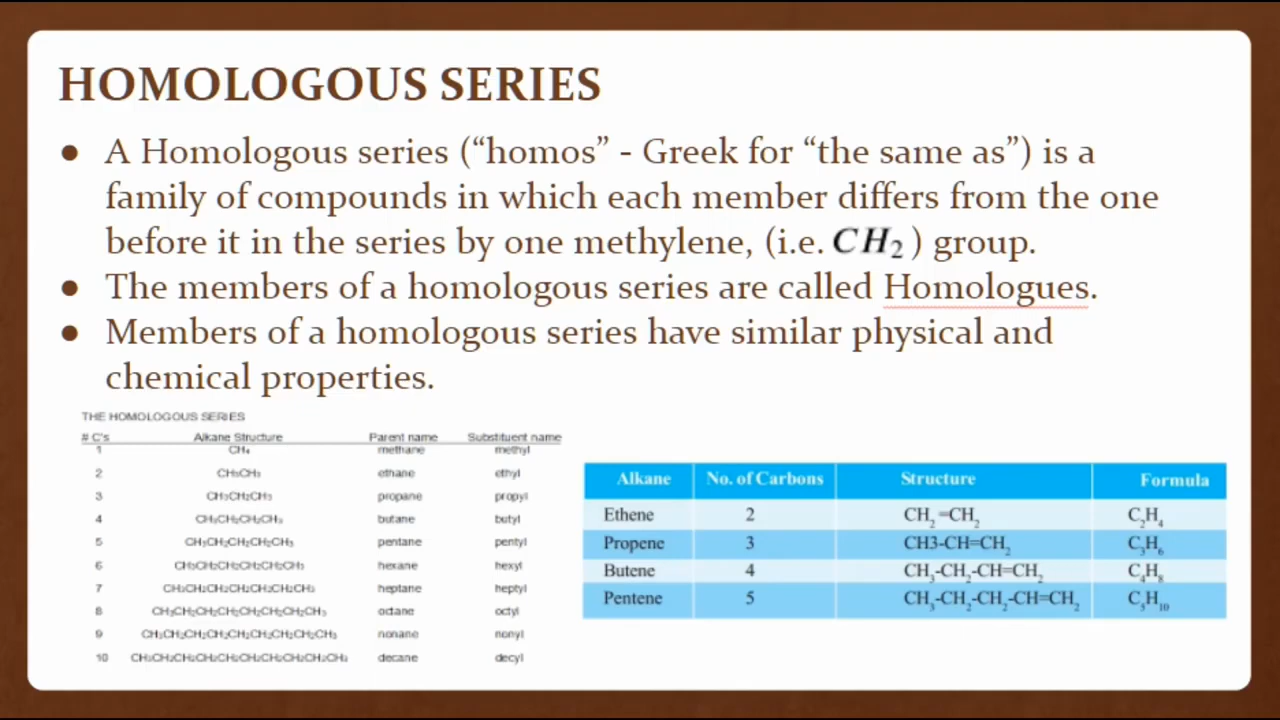 HOMOLOGOUS SERIES
● A Homologous series (“homos” - Greek for “the same as”) is a
family of compounds in which each member differs from the one
before it in the series by one methylene, (i.e. CH₂ ) group.
● The members of a homologous series are called Homologues.
● Members of a homologous series have similar physical and
chemical properties.
THE HOMOLOGOUS SERIES
# C's Alkane Structure Parent name Substituent name
1 CH₄ methane methyl
2 CH₃CH₃ ethane ethyl
3 CH₃CH₂CH₃ propane propyl
4 CH₃CH₂CH₂CH₃ butane butyl
5 CH₃CH₂CH₂CH₂CH₃ pentane pentyl
6 CH₃CH₂CH₂CH₂CH₂CH₃ hexane hexyl
7 CH₃CH₂CH₂CH₂CH₂CH₂CH₃ heptane heptyl
8 CH₃CH₂CH₂CH₂CH₂CH₂CH₂CH₃ octane octyl
9 CH₃CH₂CH₂CH₂CH₂CH₂CH₂CH₂CH₃ nonane nonyl
10 CH₃CH₂CH₂CH₂CH₂CH₂CH₂CH₂CH₂CH₃ decane decyl
Alkane No. of Carbons Structure Formula
Ethene 2 CH₂ =CH₂ C₂H₄
Propene 3 CH3-CH=CH₂ C₃H₆
Butene 4 CH₃-CH₂-CH=CH₂ C₄H₈
Pentene 5 CH₃-CH₂-CH₂-CH=CH₂ C₅H₁₀